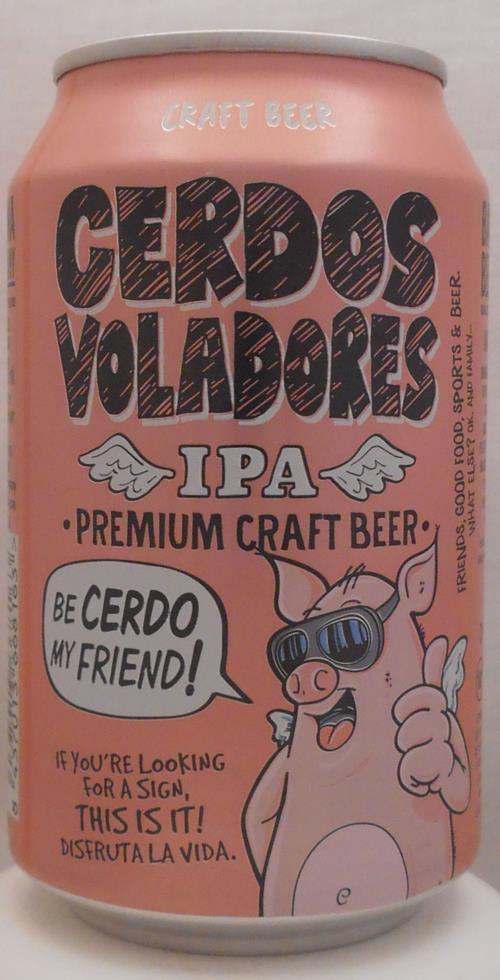 CRAFT BEER
CERDOS
VOLADORES
IPA
• PREMIUM CRAFT BEER •
BE CERDO
MY FRIEND!
IF YOU'RE LOOKING
FOR A SIGN,
THIS IS IT!
DISFRUTA LA VIDA.
FRIENDS, GOOD FOOD, SPORTS & BEER.
WHAT ELSE? OK, AND FAMILY...